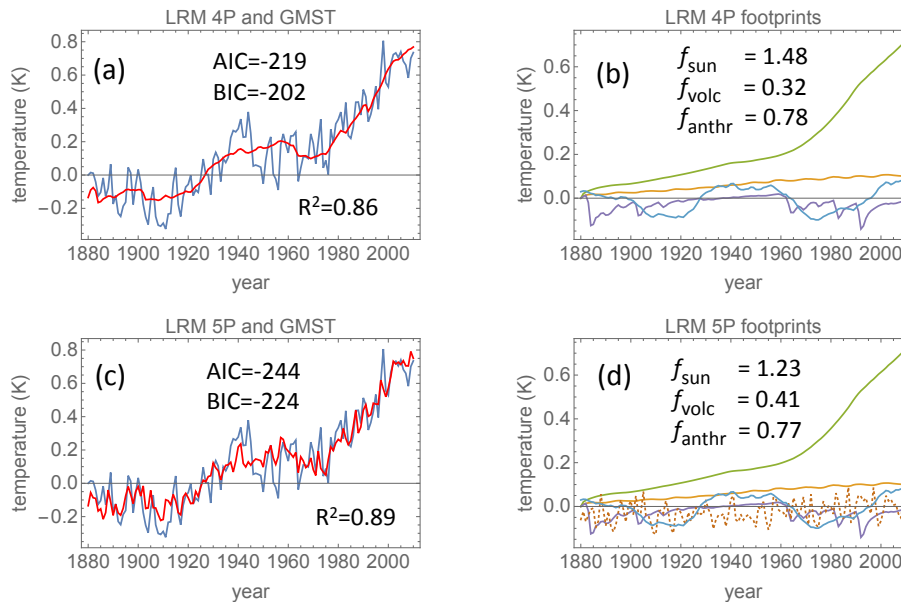 LRM 4P and GMST
(a)
AIC=-219
BIC=-202
R²=0.86
temperature (K)
0.8
0.6
0.4
0.2
0.0
−0.2
1880 1900 1920 1940 1960 1980 2000
year
LRM 4P footprints
(b)
f sun = 1.48
f volc = 0.32
f anthr = 0.78
temperature (K)
0.6
0.4
0.2
0.0
1880 1900 1920 1940 1960 1980 2000
year
LRM 5P and GMST
(c)
AIC=-244
BIC=-224
R²=0.89
temperature (K)
0.8
0.6
0.4
0.2
0.0
−0.2
1880 1900 1920 1940 1960 1980 2000
year
LRM 5P footprints
(d)
f sun = 1.23
f volc = 0.41
f anthr = 0.77
temperature (K)
0.6
0.4
0.2
0.0
1880 1900 1920 1940 1960 1980 2000
year